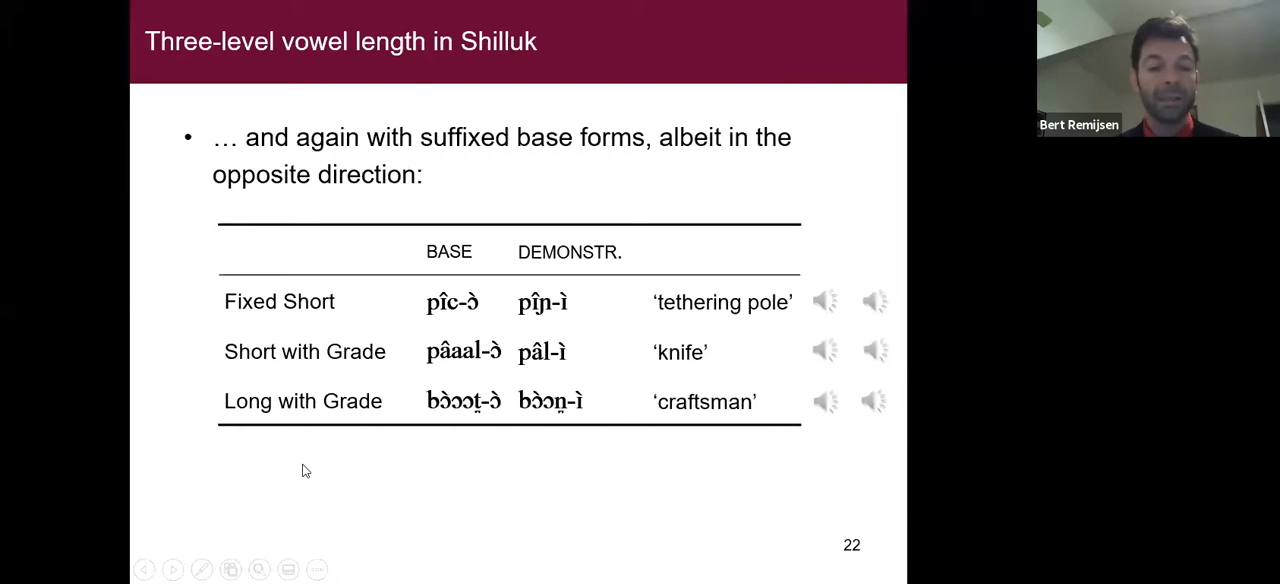 Three-level vowel length in Shilluk
Bert Remijsen
• … and again with suffixed base forms, albeit in the
opposite direction:
BASE DEMONSTR.
Fixed Short pîc-ɔ̀ pîɲ-ì ‘tethering pole’
Short with Grade pâaal-ɔ̀ pâl-ì ‘knife’
Long with Grade bɔ̀ɔɔt̪-ɔ̀ bɔ̀ɔn̪-ì ‘craftsman’
22